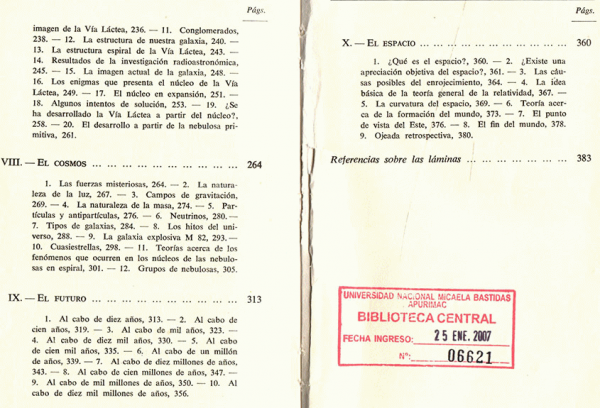 Págs.
imagen de la Vía Láctea, 236. — 11. Conglomerados,
238. — 12. La estructura de nuestra galaxia, 240. —
13. La estructura espiral de la Vía Láctea, 243. —
14. Resultados de la investigación radioastronómica,
245. — 15. La imagen actual de la galaxia, 248. —
16. Los enigmas que presenta el núcleo de la Vía
Láctea, 249. — 17. El núcleo en expansión, 251. —
18. Algunos intentos de solución, 253. — 19. ¿Se
ha desarrollado la Vía Láctea a partir del núcleo?,
258. — 20. El desarrollo a partir de la nebulosa pri-
mitiva, 261.
VIII. — EL COSMOS ... ... ... ... ... ... ... ... ... ... 264
1. Las fuerzas misteriosas, 264. — 2. La natura-
leza de la luz, 267. — 3. Campos de gravitación,
269. — 4. La naturaleza de la masa, 274. — 5. Par-
tículas y antipartículas, 276. — 6. Neutrinos, 280. —
7. Tipos de galaxias, 284. — 8. Los hitos del uni-
verso, 288. — 9. La galaxia explosiva M 82, 293. —
10. Cuasiestrellas, 298. — 11. Teorías acerca de los
fenómenos que ocurren en los núcleos de las nebulo-
sas en espiral, 301. — 12. Grupos de nebulosas, 305.
IX. — EL FUTURO ... ... ... ... ... ... ... ... ... ... 313
1. Al cabo de diez años, 313. — 2. Al cabo de
cien años, 319. — 3. Al cabo de mil años, 323. —
4. Al cabo de diez mil años, 330. — 5. Al cabo
de cien mil años, 335. — 6. Al cabo de un millón
de años, 339. — 7. Al cabo de diez millones de años,
343. — 8. Al cabo de cien millones de años, 347. —
9. Al cabo de mil millones de años, 350. — 10. Al
cabo de diez mil millones de años, 356.
Págs.
X. — EL ESPACIO ... ... ... ... ... ... ... ... ... ... 360
1. ¿Qué es el espacio?, 360. — 2. ¿Existe una
apreciación objetiva del espacio?, 361. — 3. Las cáu-
sas posibles del enrojecimiento, 364. — 4. La idea
básica de la teoría general de la relatividad, 367. —
5. La curvatura del espacio, 369. — 6. Teoría acer-
ca de la formación del mundo, 373. — 7. El punto
de vista del Este, 376. — 8. El fin del mundo, 378.
9. Ojeada retrospectiva, 380.
Referencias sobre las láminas ... ... ... ... ... ... ... 383
UNIVERSIDAD NACIONAL MICAELA BASTIDAS
APURIMAC
BIBLIOTECA CENTRAL
FECHA INGRESO: 25 ENE. 2007
N°: 06621